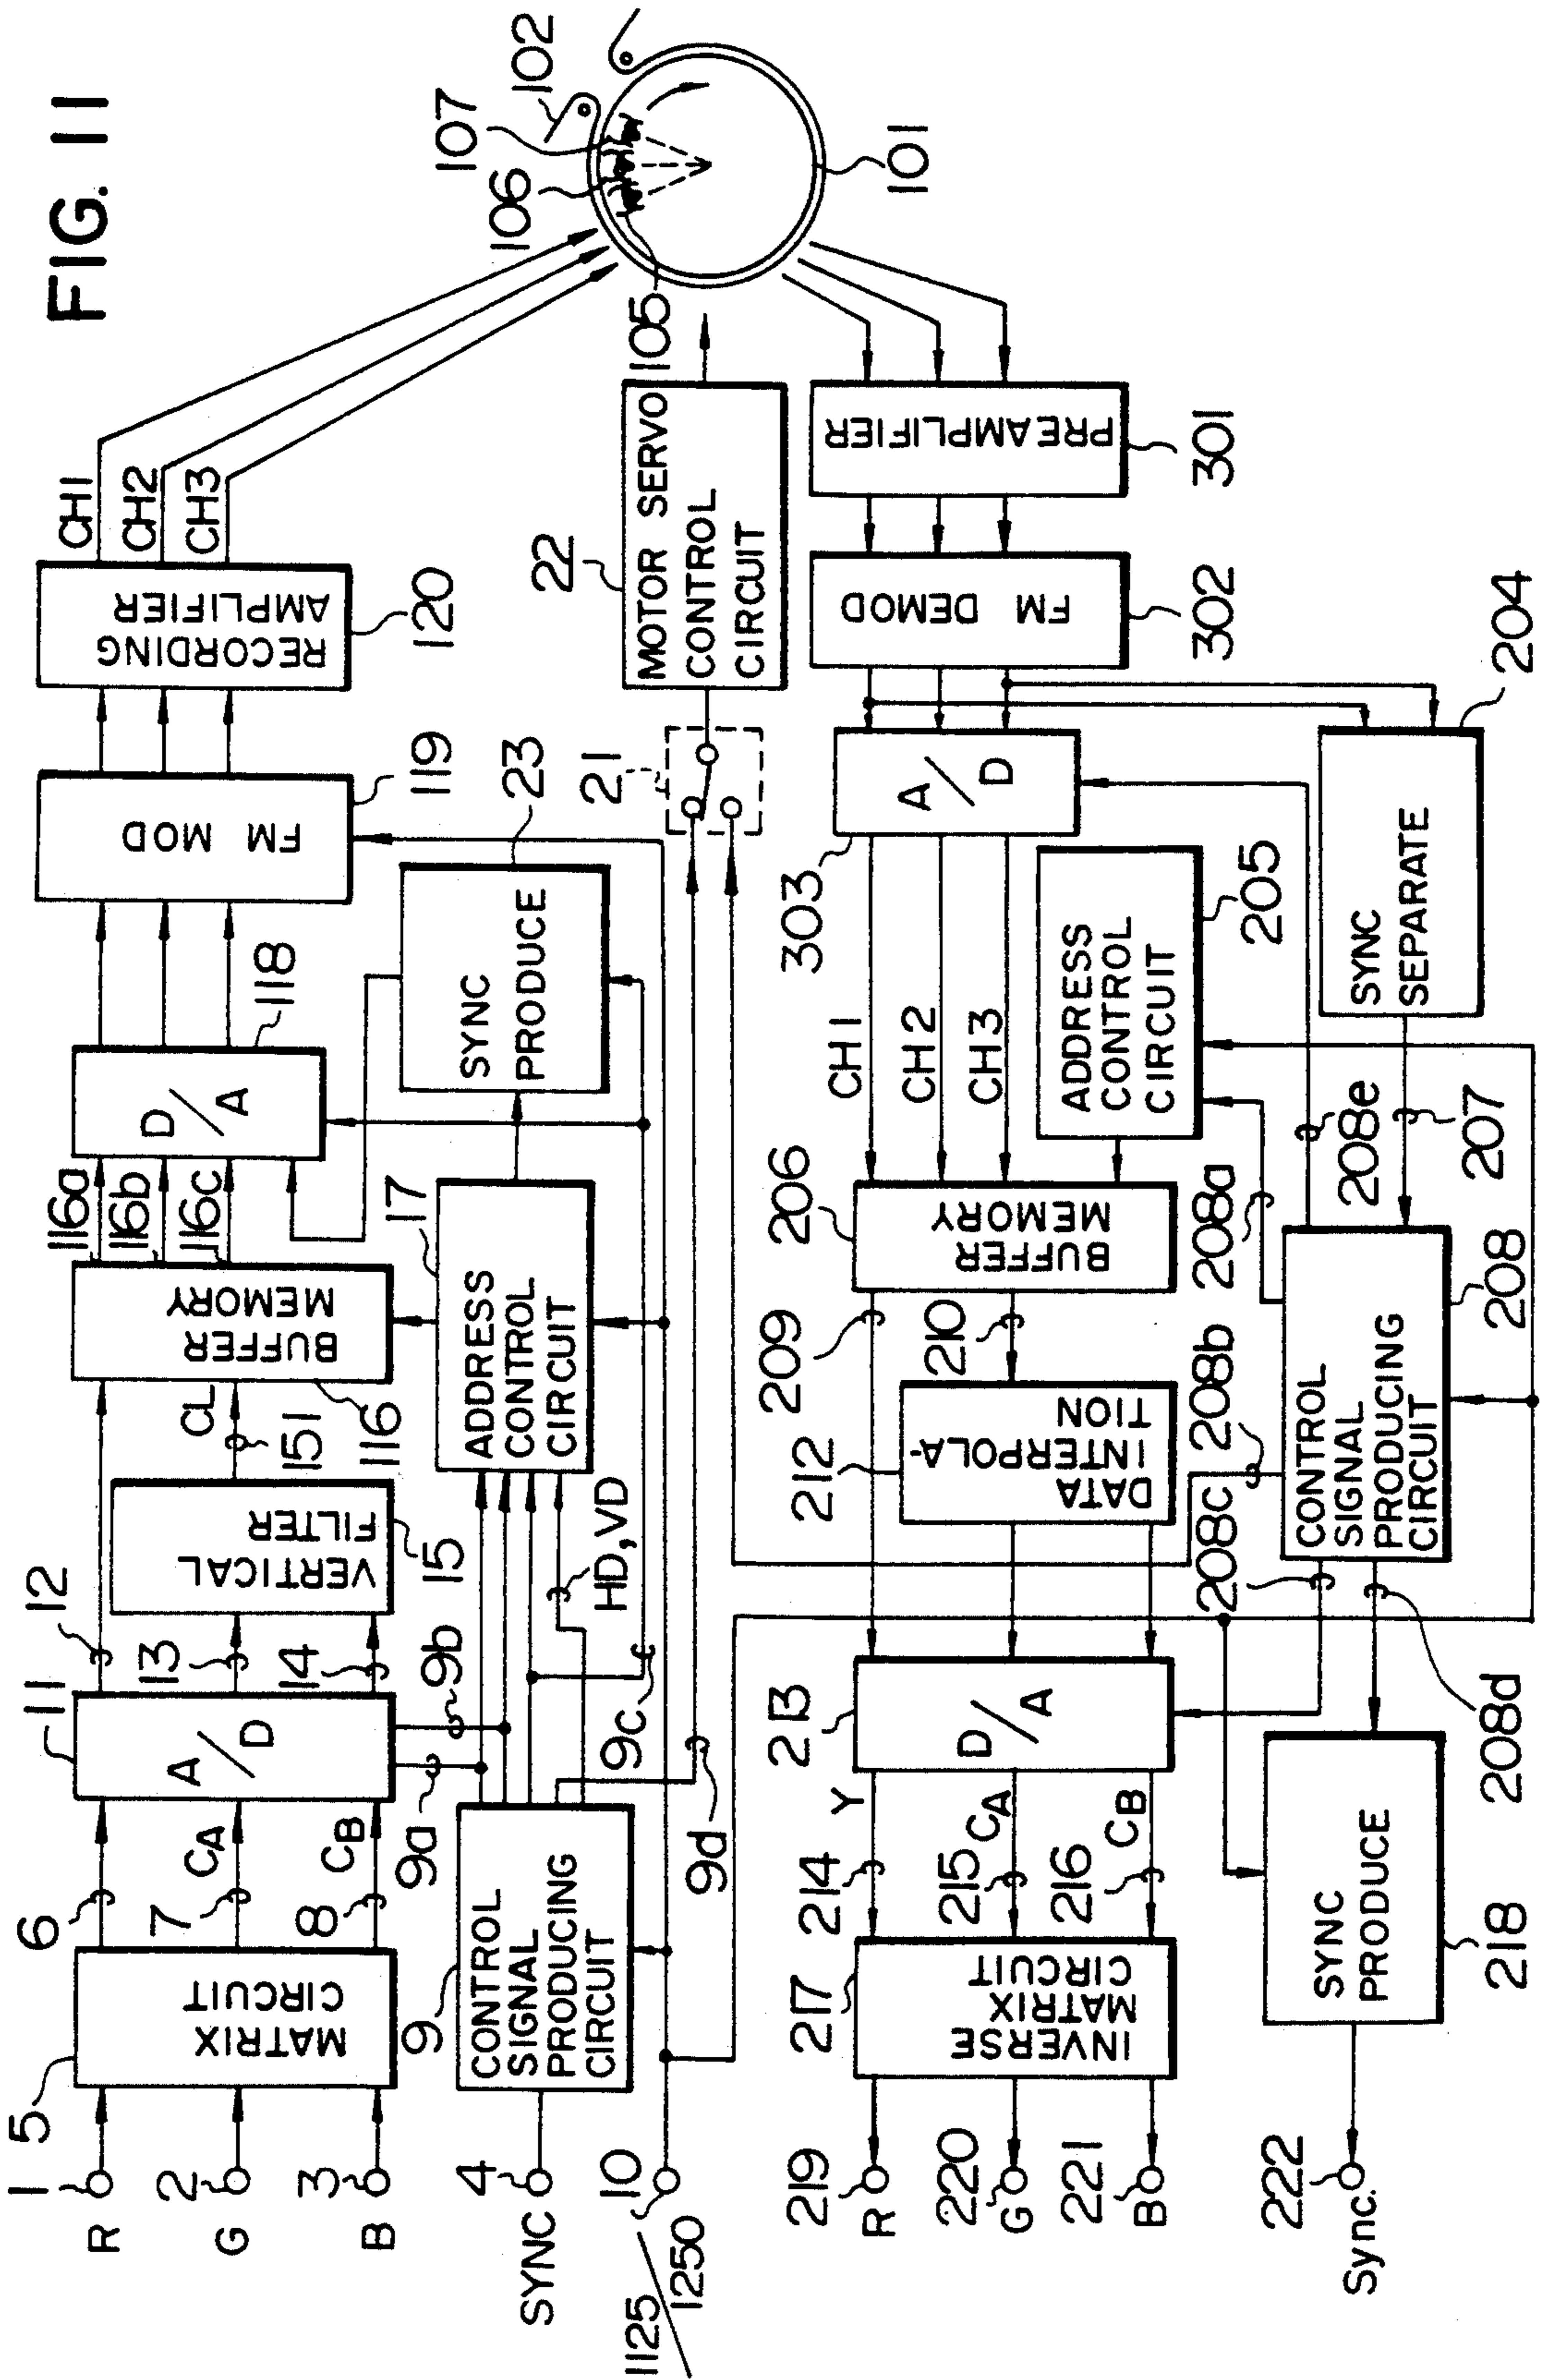 FIG. 11
1
R
2
G
3
B
4
SYNC
10
1125/1250
5
MATRIX
CIRCUIT
6
7
CA
8
CB
11
A/D
12
13
14
9a
9b
9
CONTROL
SIGNAL
PRODUCING
CIRCUIT
9c
9d
HD, VD
VERTICAL
FILTER
15
CL
151
BUFFER
MEMORY
116
116a
116b
116c
17
ADDRESS
CONTROL
CIRCUIT
D/A
118
SYNC
PRODUCE
23
FM MOD
119
RECORDING
AMPLIFIER
120
CH1
CH2
CH3
21
22
MOTOR SERVO
CONTROL
CIRCUIT
105
106
107
102
101
PREAMPLIFIER
301
FM DEMOD
302
A/D
303
SYNC
SEPARATE
204
CH1
CH2
CH3
ADDRESS
CONTROL
CIRCUIT
205
206
BUFFER
MEMORY
207
208e
208a
208
CONTROL
SIGNAL
PRODUCING
CIRCUIT
208b
208c
208d
209
210
212
DATA
INTERPOLA-
TION
213
D/A
Y
214
CA
215
CB
216
217
INVERSE
MATRIX
CIRCUIT
SYNC
PRODUCE
218
219
R
220
G
221
B
222
Sync.